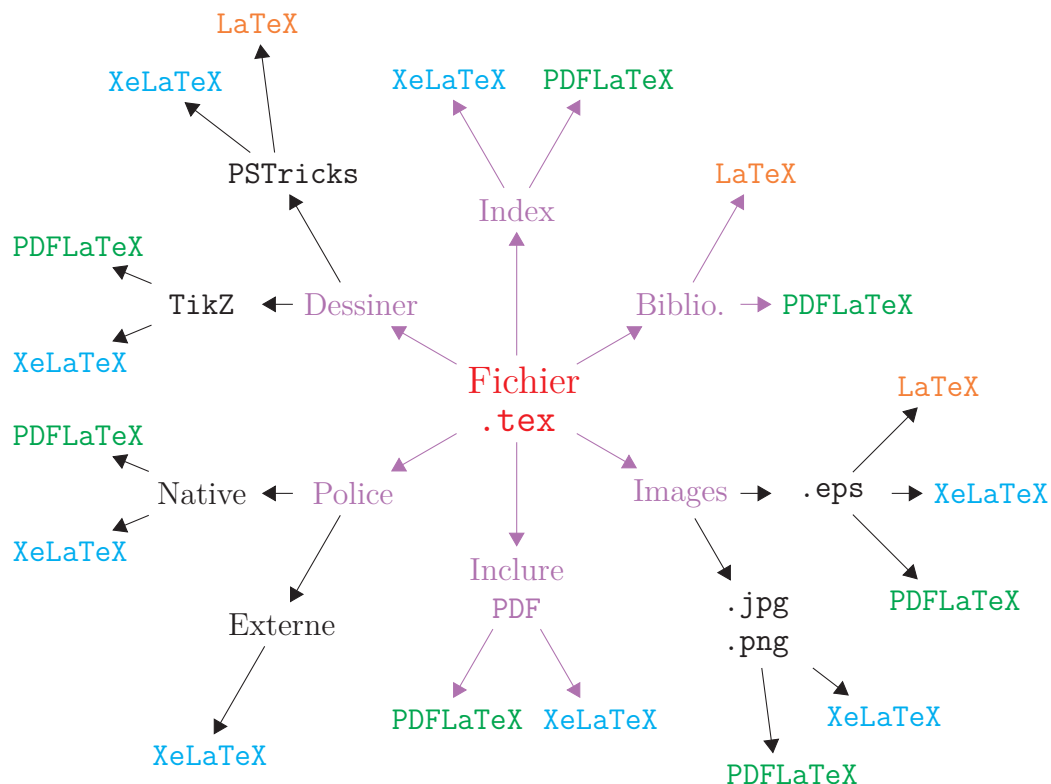 LaTeX
XeLaTeX
XeLaTeX
PDFLaTeX
PSTricks
LaTeX
Index
PDFLaTeX
TikZ
Dessiner
Biblio.
PDFLaTeX
XeLaTeX
Fichier
.tex
LaTeX
PDFLaTeX
Native
Police
Images
.eps
XeLaTeX
XeLaTeX
Inclure
PDF
.jpg
.png
PDFLaTeX
Externe
PDFLaTeX
XeLaTeX
XeLaTeX
XeLaTeX
PDFLaTeX